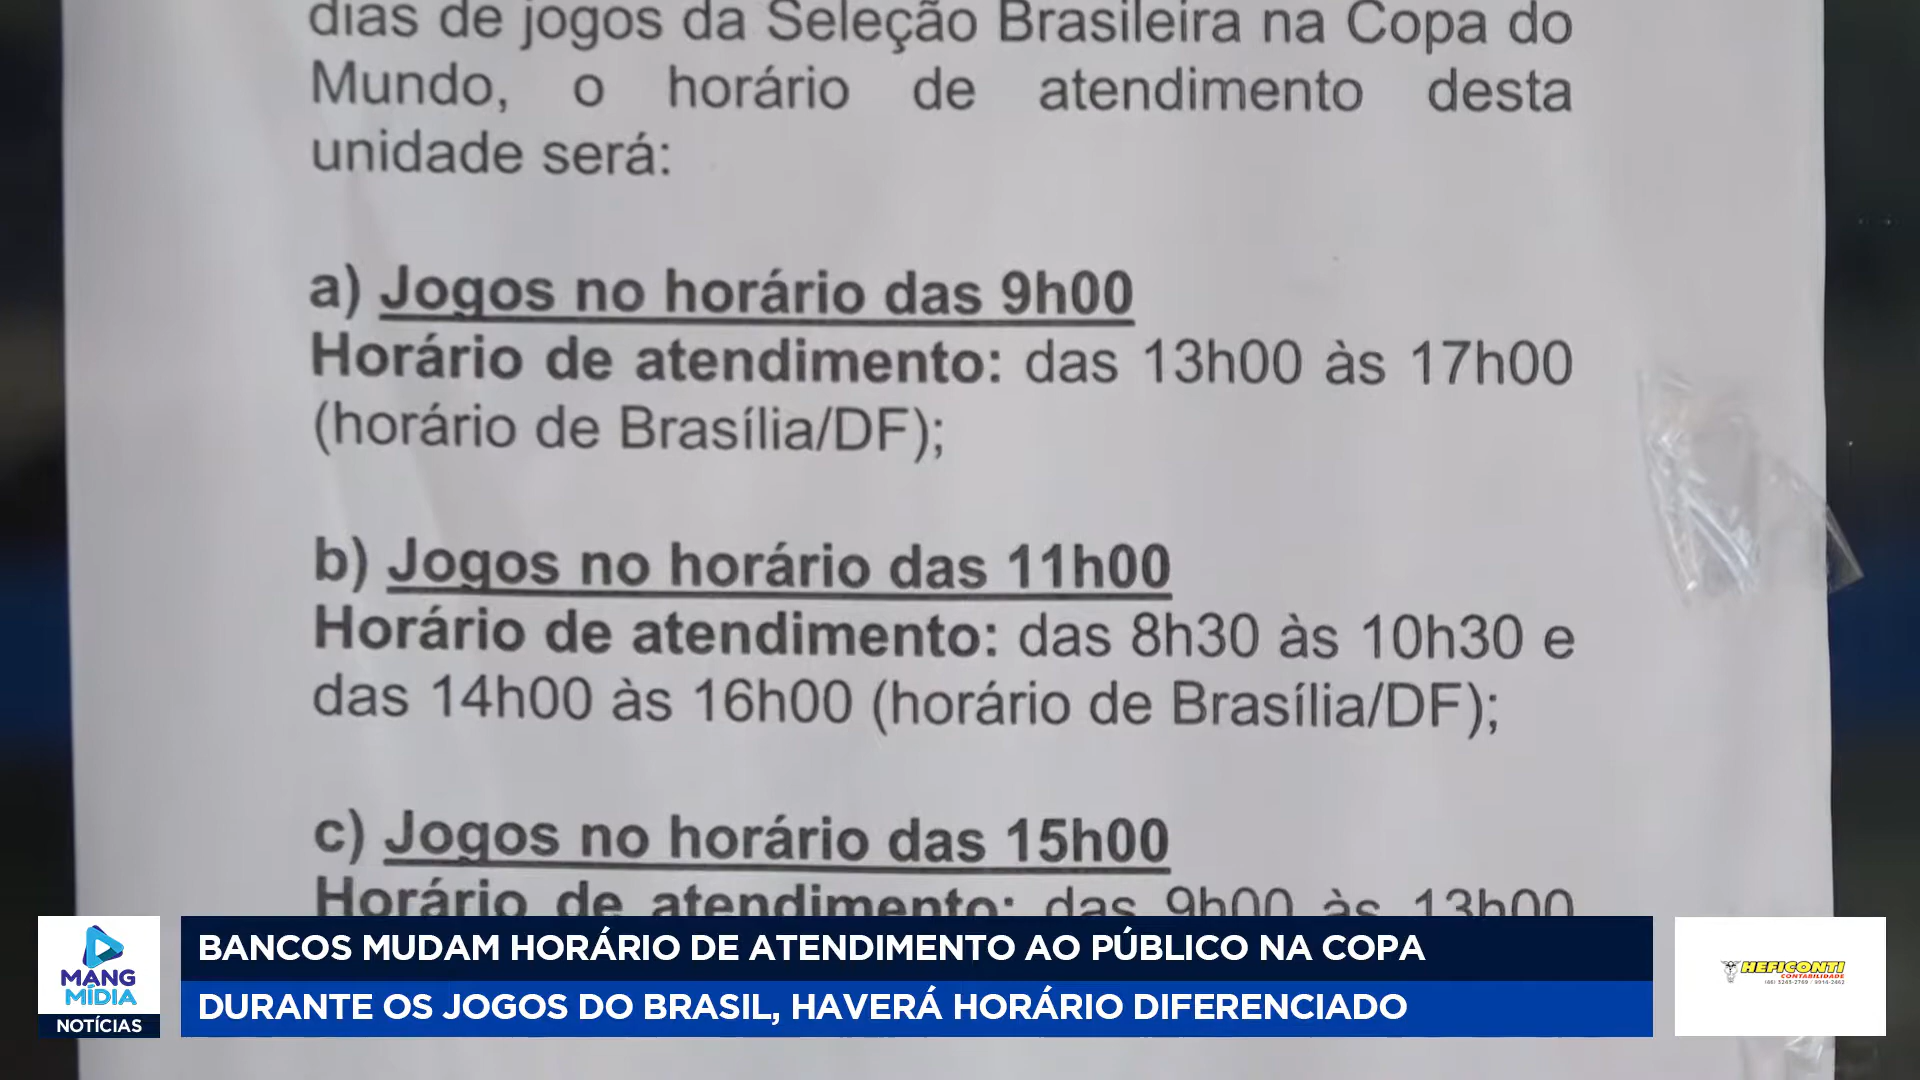 dias de jogos da Seleção Brasileira na Copa do
Mundo, o horário de atendimento desta
unidade será:
a) Jogos no horário das 9h00
Horário de atendimento: das 13h00 às 17h00
(horário de Brasília/DF);
b) Jogos no horário das 11h00
Horário de atendimento: das 8h30 às 10h30 e
das 14h00 às 16h00 (horário de Brasília/DF);
c) Jogos no horário das 15h00
Horário de atendimento: das 9h00 às 13h00
MANG
MÍDIA
NOTÍCIAS
BANCOS MUDAM HORÁRIO DE ATENDIMENTO AO PÚBLICO NA COPA
DURANTE OS JOGOS DO BRASIL, HAVERÁ HORÁRIO DIFERENCIADO
HEFICONTI
CONTABILIDADE